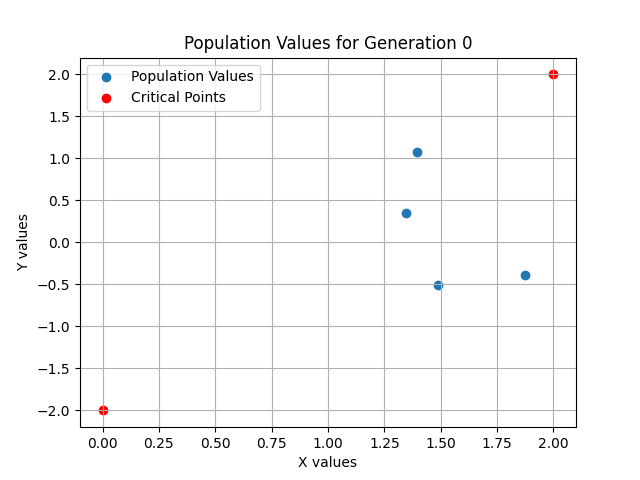 Population Values for Generation 0
Population Values
Critical Points
2.0
1.5
1.0
0.5
0.0
−0.5
−1.0
−1.5
−2.0
Y values
0.00 0.25 0.50 0.75 1.00 1.25 1.50 1.75 2.00
X values